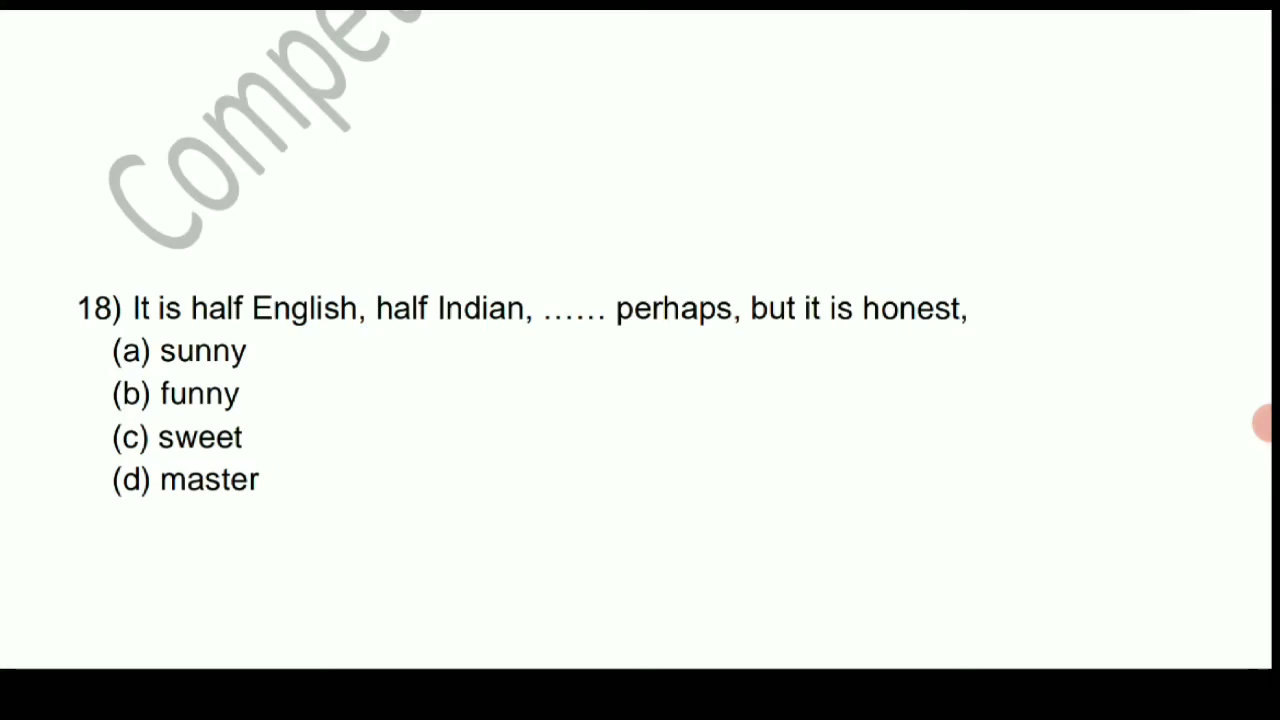 Compe
18) It is half English, half Indian, ...... perhaps, but it is honest,
(a) sunny
(b) funny
(c) sweet
(d) master